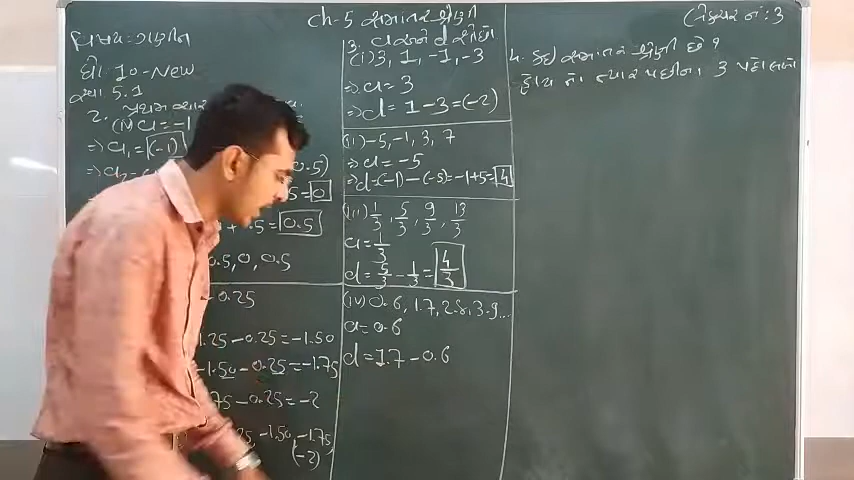 Ch-5 સમાંતર શ્રેણી
લેક્ચર નં: 3
વિષય: ગણિત
ધો: 10-New
સ્વા 5.1
2.
(iv) a = -1
⇒ a₁ = (-1)
0.5)
= 0
= 0.5
0.5, 0, 0.5
- 0.25
1.25 - 0.25 = -1.50
-1.50 - 0.25 = -1.75
75 - 0.25 = -2
25, -1.50, -1.75,
(-2)
3. a અને d શોધો
(i) 3, 1, -1, -3
⇒ a = 3
⇒ d = 1 - 3 = (-2)
(ii) -5, -1, 3, 7
⇒ a = -5
⇒ d = (-1) - (-5) = -1+5 = 4
(iii) 1/3, 5/3, 9/3, 13/3
a = 1/3
d = 5/3 - 1/3 = 4/3
(iv) 0.6, 1.7, 2.8, 3.9...
a = 0.6
d = 1.7 - 0.6
4. કઈ સમાંતર શ્રેણી છે ?
હોય તો ત્યાર પછીના 3 પદો લખો